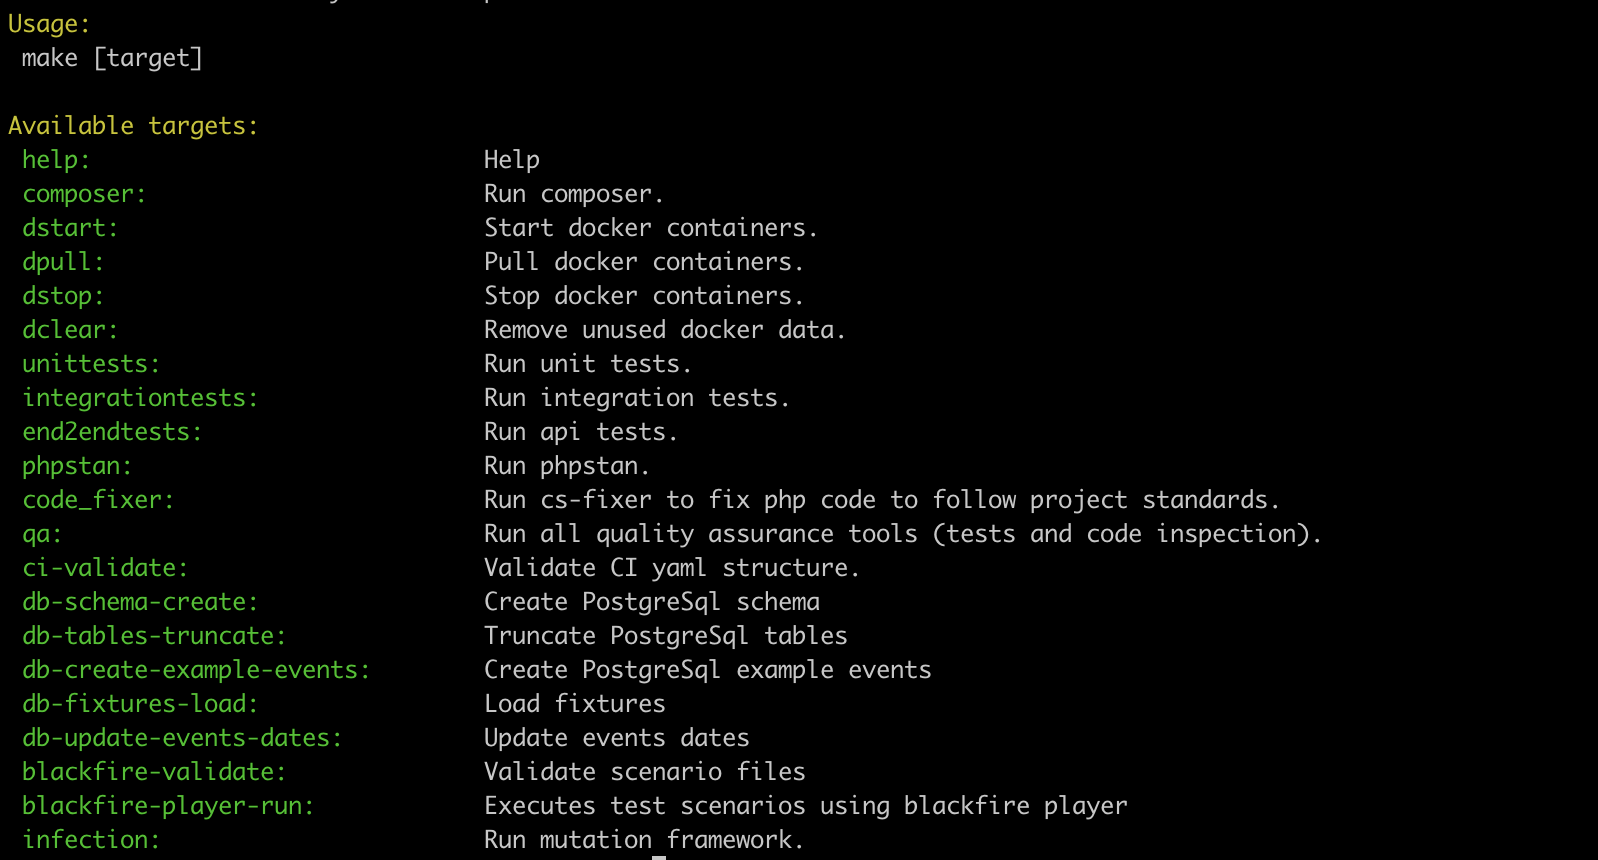 Usage:
make [target]
Available targets:
help: Help
composer: Run composer.
dstart: Start docker containers.
dpull: Pull docker containers.
dstop: Stop docker containers.
dclear: Remove unused docker data.
unittests: Run unit tests.
integrationtests: Run integration tests.
end2endtests: Run api tests.
phpstan: Run phpstan.
code_fixer: Run cs-fixer to fix php code to follow project standards.
qa: Run all quality assurance tools (tests and code inspection).
ci-validate: Validate CI yaml structure.
db-schema-create: Create PostgreSql schema
db-tables-truncate: Truncate PostgreSql tables
db-create-example-events: Create PostgreSql example events
db-fixtures-load: Load fixtures
db-update-events-dates: Update events dates
blackfire-validate: Validate scenario files
blackfire-player-run: Executes test scenarios using blackfire player
infection: Run mutation framework.